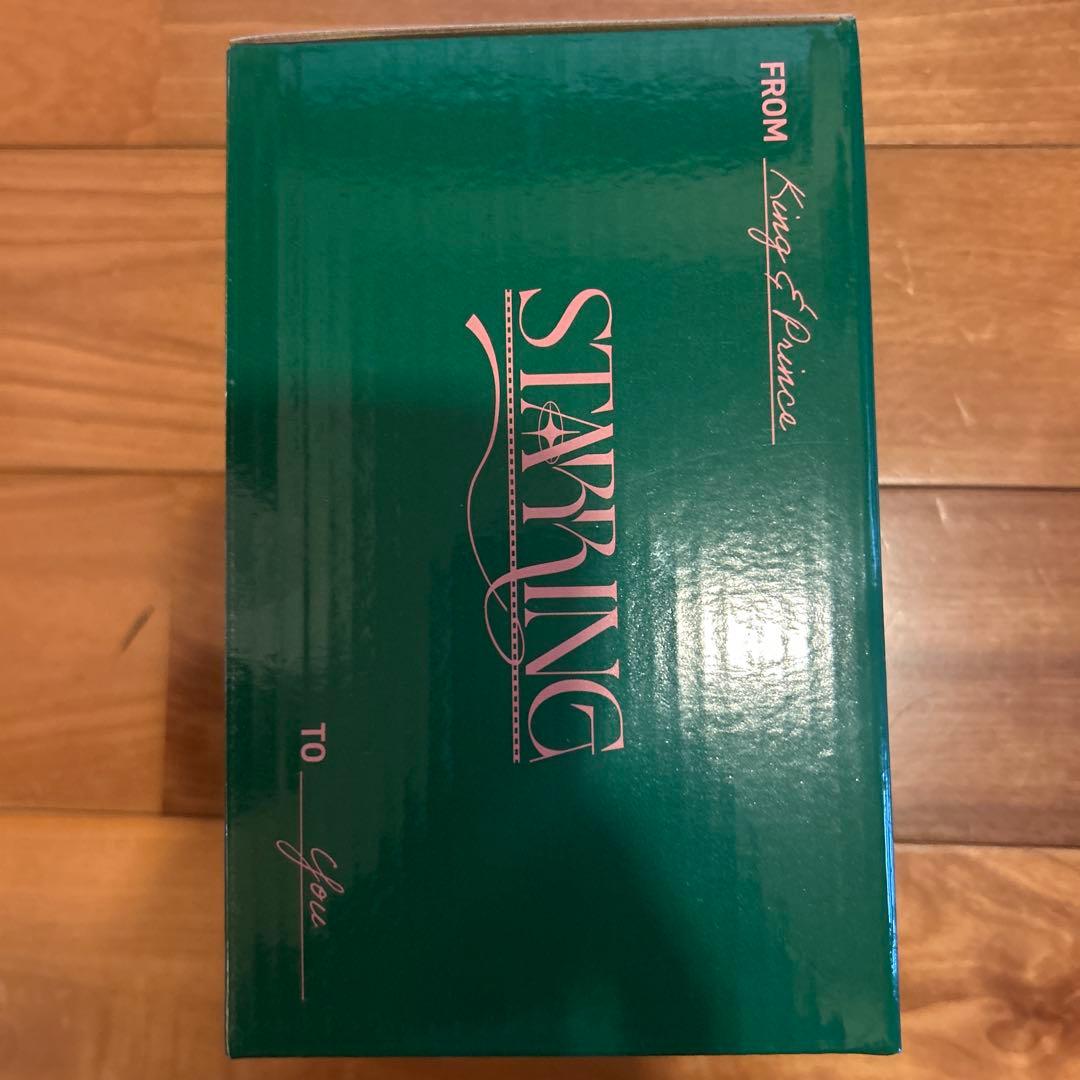 FROM King & Prince
STARRING
TO You